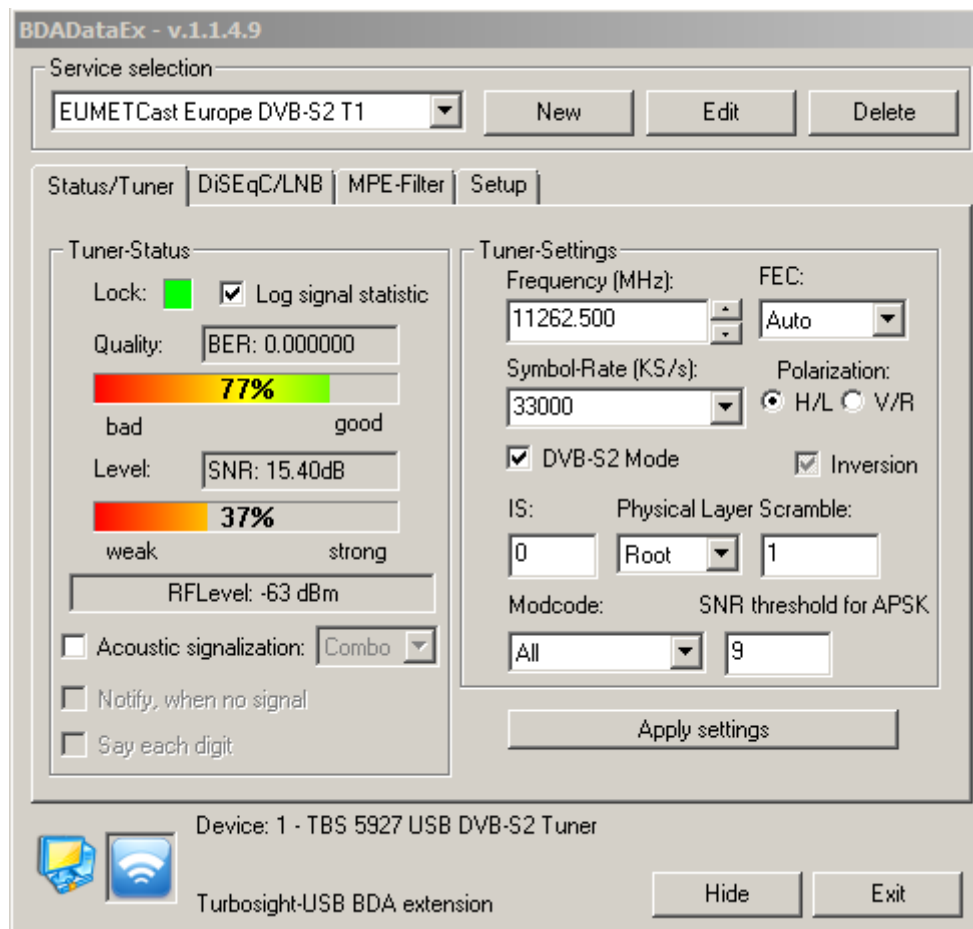 BDADataEx - v.1.1.4.9
Service selection
EUMETCast Europe DVB-S2 T1 New Edit Delete
Status/Tuner DiSEqC/LNB MPE-Filter Setup
Tuner-Status
Lock: Log signal statistic
Quality: BER: 0.000000
77%
bad good
Level: SNR: 15.40dB
37%
weak strong
RFLevel: -63 dBm
Acoustic signalization: Combo
Notify, when no signal
Say each digit
Tuner-Settings
Frequency (MHz): FEC:
11262.500 Auto
Symbol-Rate (KS/s): Polarization:
33000 H/L V/R
DVB-S2 Mode Inversion
IS: Physical Layer Scramble:
0 Root 1
Modcode: SNR threshold for APSK
All 9
Apply settings
Device: 1 - TBS 5927 USB DVB-S2 Tuner
Turbosight-USB BDA extension
Hide Exit